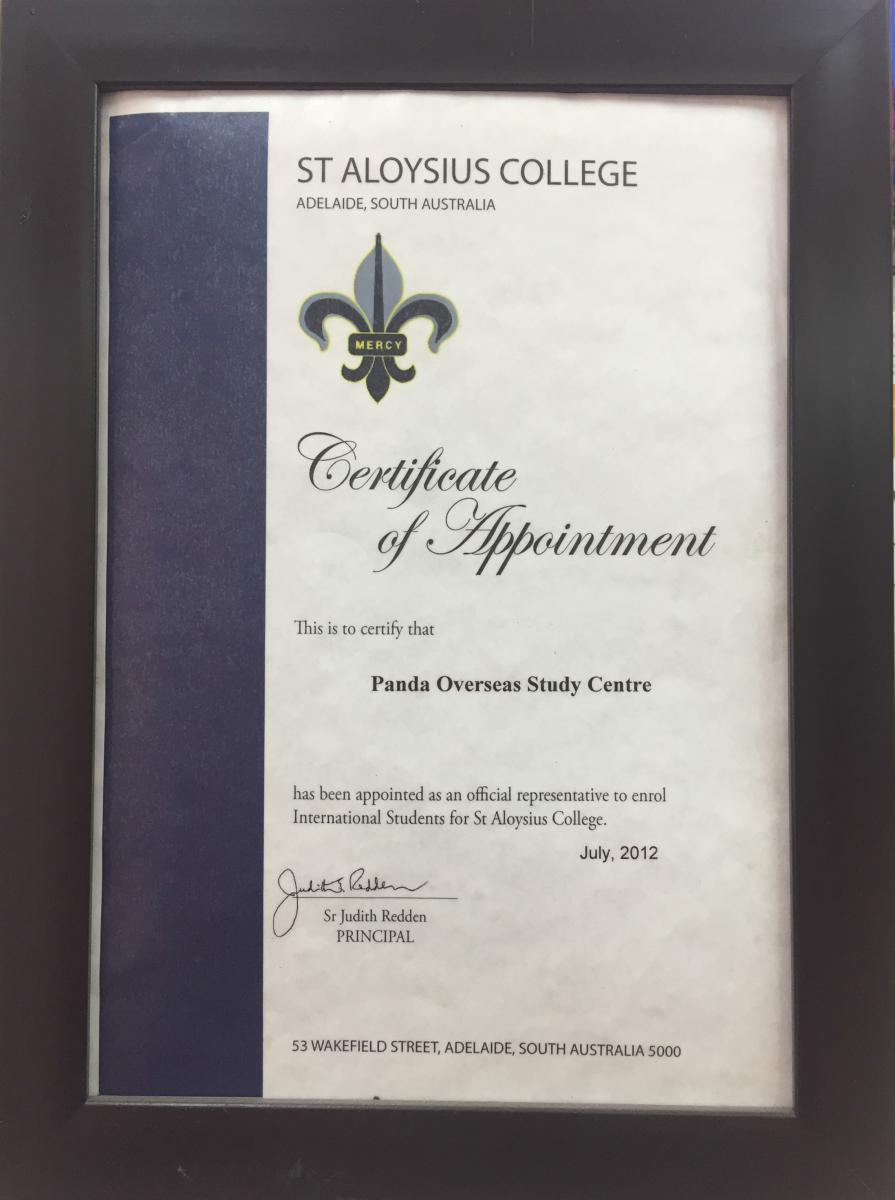 ST ALOYSIUS COLLEGE
ADELAIDE, SOUTH AUSTRALIA
MERCY
Certificate
of Appointment
This is to certify that
Panda Overseas Study Centre
has been appointed as an official representative to enrol
International Students for St Aloysius College.
July, 2012
Judith J. Redden
Sr Judith Redden
PRINCIPAL
53 WAKEFIELD STREET, ADELAIDE, SOUTH AUSTRALIA 5000